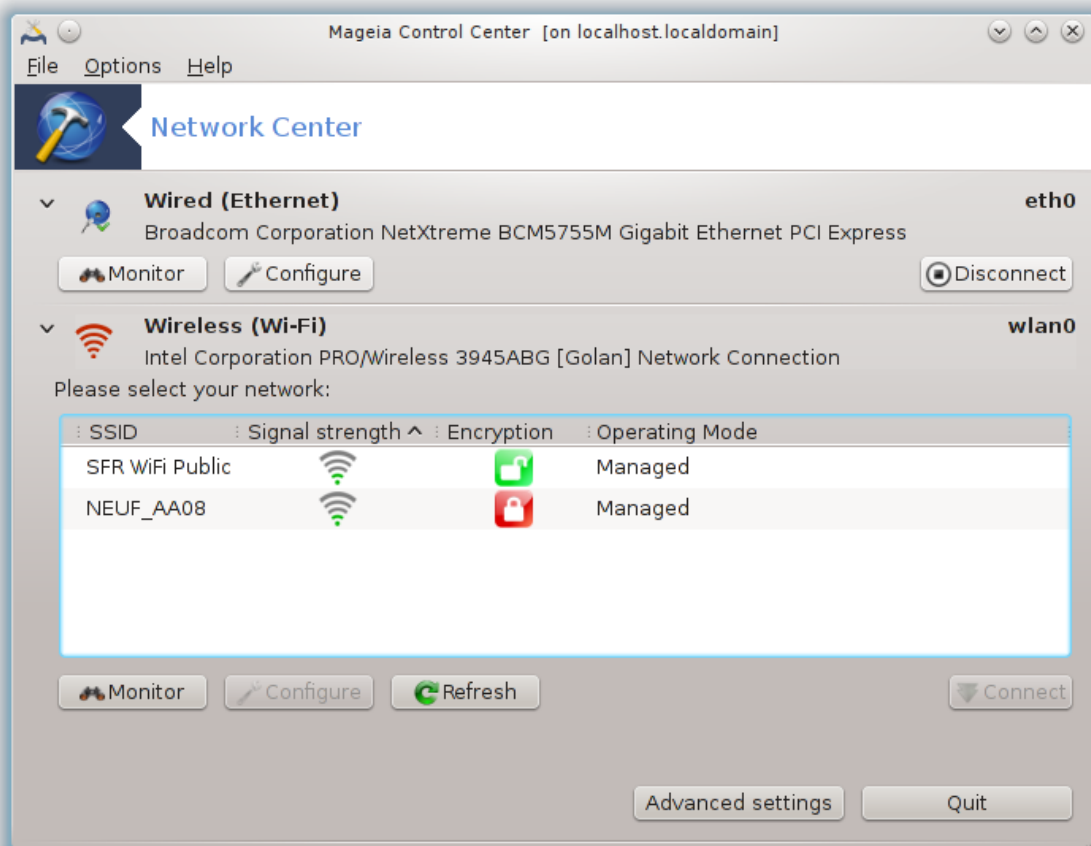 Mageia Control Center [on localhost.localdomain]
File Options Help
Network Center
Wired (Ethernet) eth0
Broadcom Corporation NetXtreme BCM5755M Gigabit Ethernet PCI Express
Monitor Configure Disconnect
Wireless (Wi-Fi) wlan0
Intel Corporation PRO/Wireless 3945ABG [Golan] Network Connection
Please select your network:
SSID Signal strength Encryption Operating Mode
SFR WiFi Public Managed
NEUF_AA08 Managed
Monitor Configure Refresh Connect
Advanced settings Quit